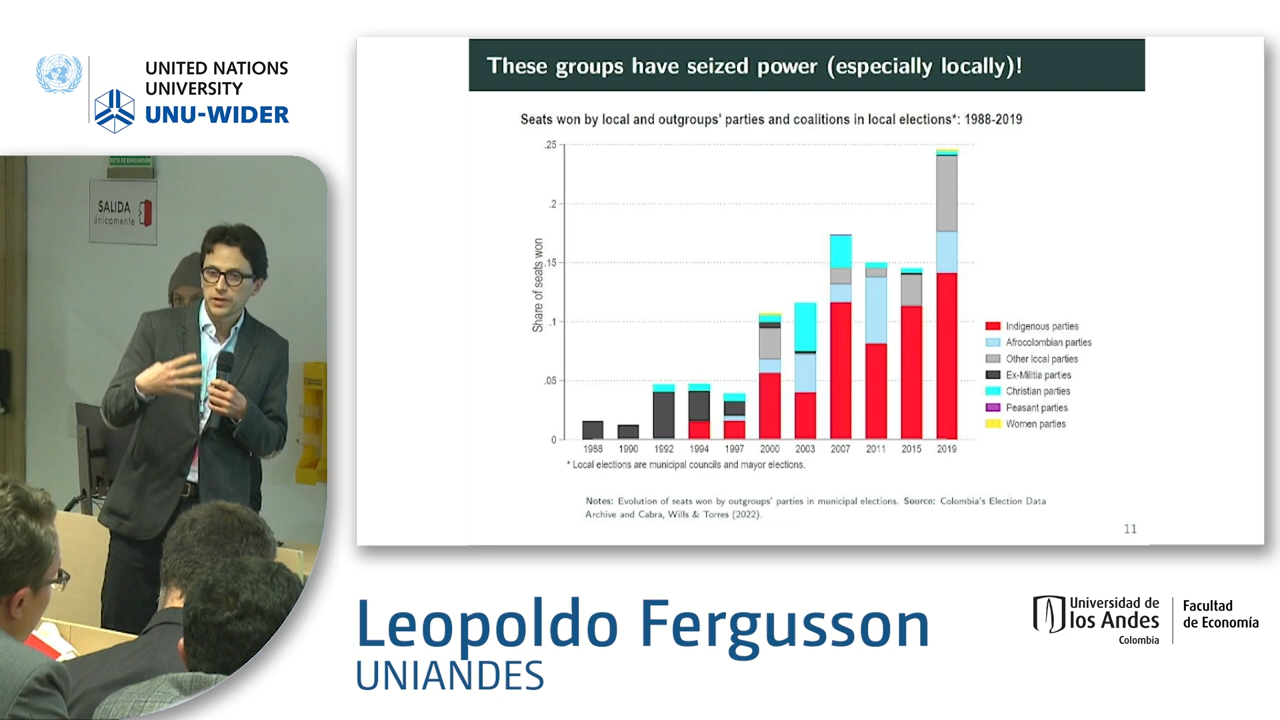 UNITED NATIONS
UNIVERSITY
UNU-WIDER
RUTA DE EVACUACIÓN
SALIDA
únicamente
These groups have seized power (especially locally)!
Seats won by local and outgroups' parties and coalitions in local elections*: 1988-2019
Share of seats won
.25
.2
.15
.1
.05
0
1988 1990 1992 1994 1997 2000 2003 2007 2011 2015 2019
Indigenous parties
Afrocolombian parties
Other local parties
Ex-Militia parties
Christian parties
Peasant parties
Women parties
* Local elections are municipal councils and mayor elections.
Notes: Evolution of seats won by outgroups' parties in municipal elections. Source: Colombia's Election Data
Archive and Cabra, Wills & Torres (2022).
11
Leopoldo Fergusson
UNIANDES
Universidad de
los Andes
Colombia
Facultad
de Economía